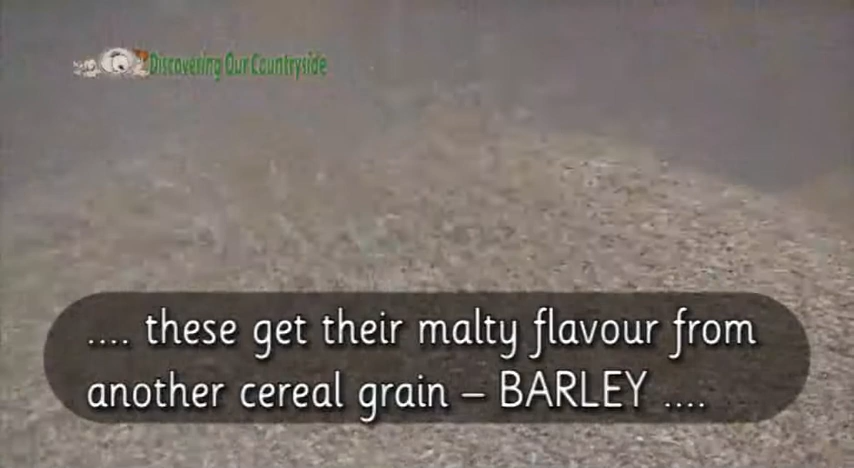 Discovering Our Countryside
.... these get their malty flavour from
another cereal grain – BARLEY ....